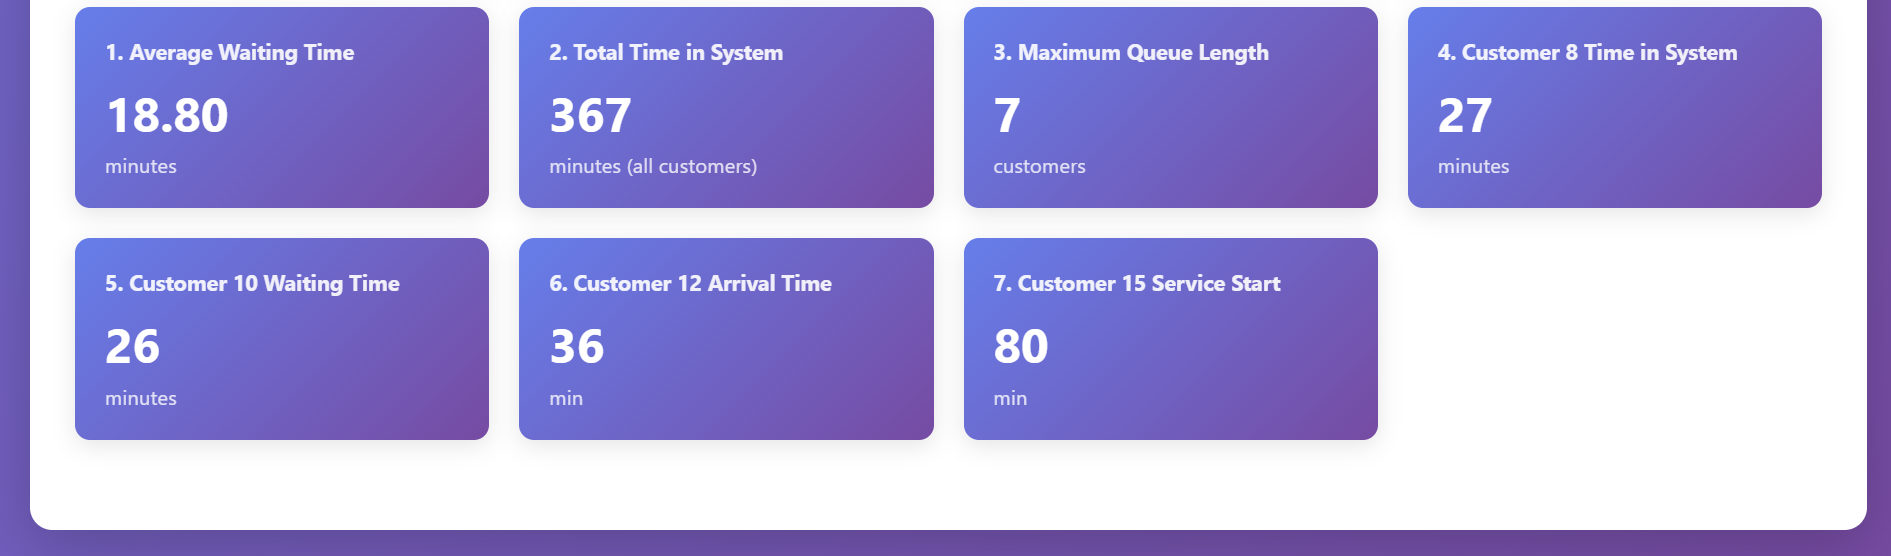 1. Average Waiting Time
18.80
minutes
2. Total Time in System
367
minutes (all customers)
3. Maximum Queue Length
7
customers
4. Customer 8 Time in System
27
minutes
5. Customer 10 Waiting Time
26
minutes
6. Customer 12 Arrival Time
36
min
7. Customer 15 Service Start
80
min